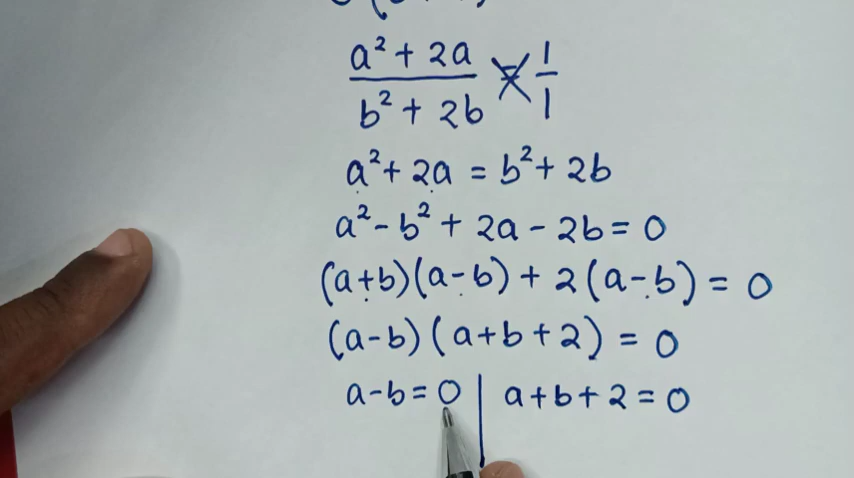 a² + 2a / b² + 2b = 1/1
a² + 2a = b² + 2b
a² - b² + 2a - 2b = 0
(a+b)(a-b) + 2(a-b) = 0
(a-b)(a+b+2) = 0
a-b=0 | a+b+2=0